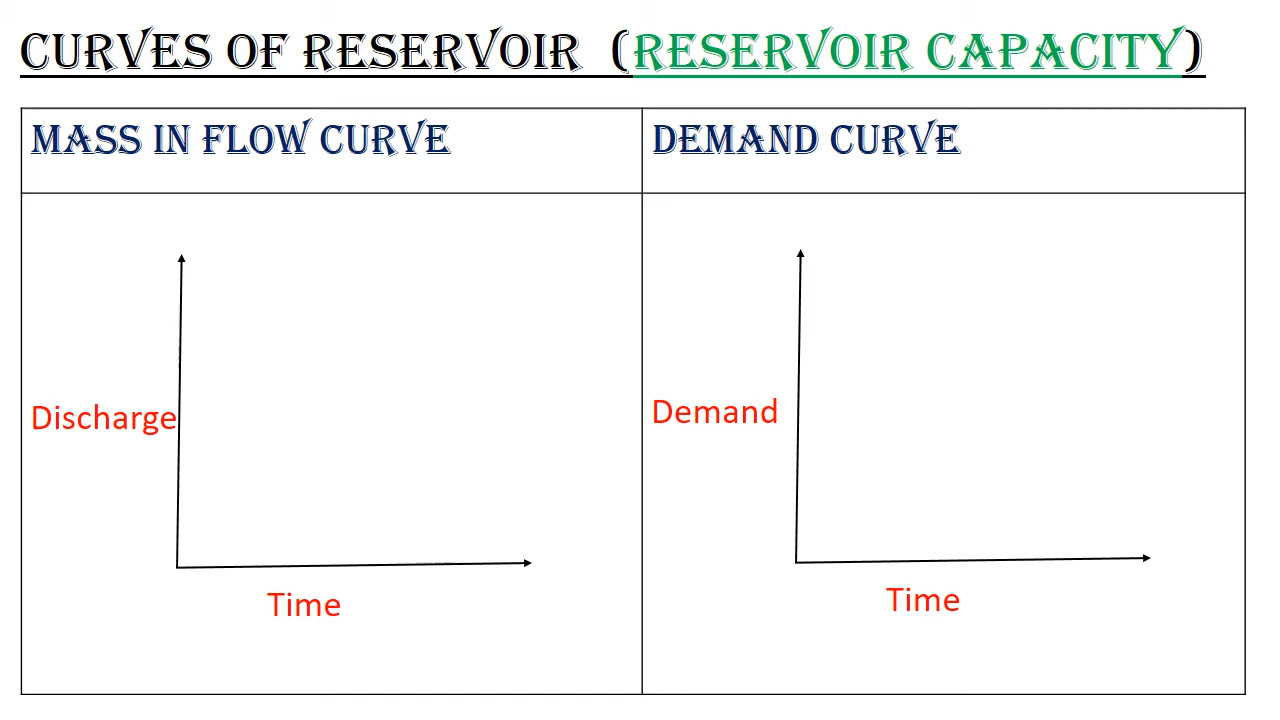 CURVES OF RESERVOIR (RESERVOIR CAPACITY)
MASS IN FLOW CURVE
DEMAND CURVE
Discharge
Time
Demand
Time